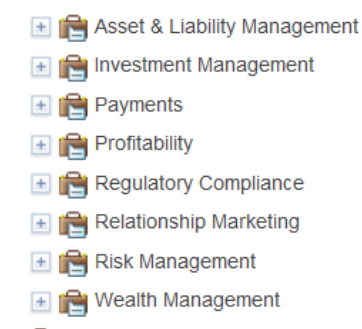 Asset & Liability Management
Investment Management
Payments
Profitability
Regulatory Compliance
Relationship Marketing
Risk Management
Wealth Management